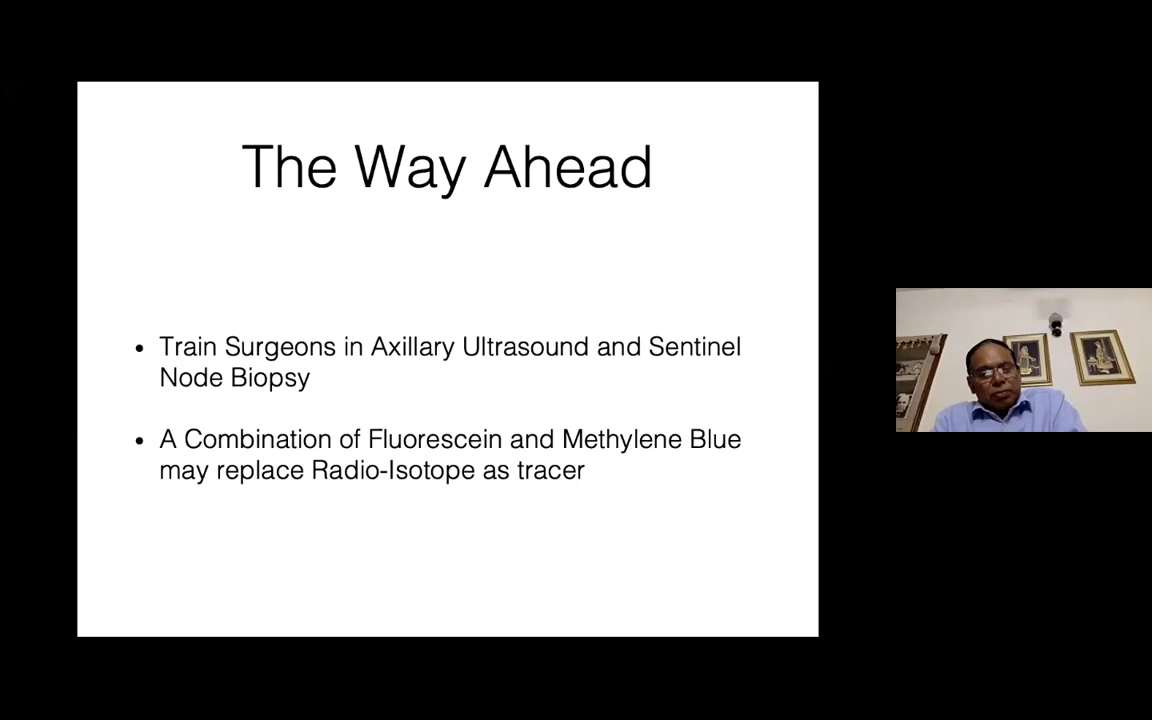 The Way Ahead
• Train Surgeons in Axillary Ultrasound and Sentinel
Node Biopsy
• A Combination of Fluorescein and Methylene Blue
may replace Radio-Isotope as tracer